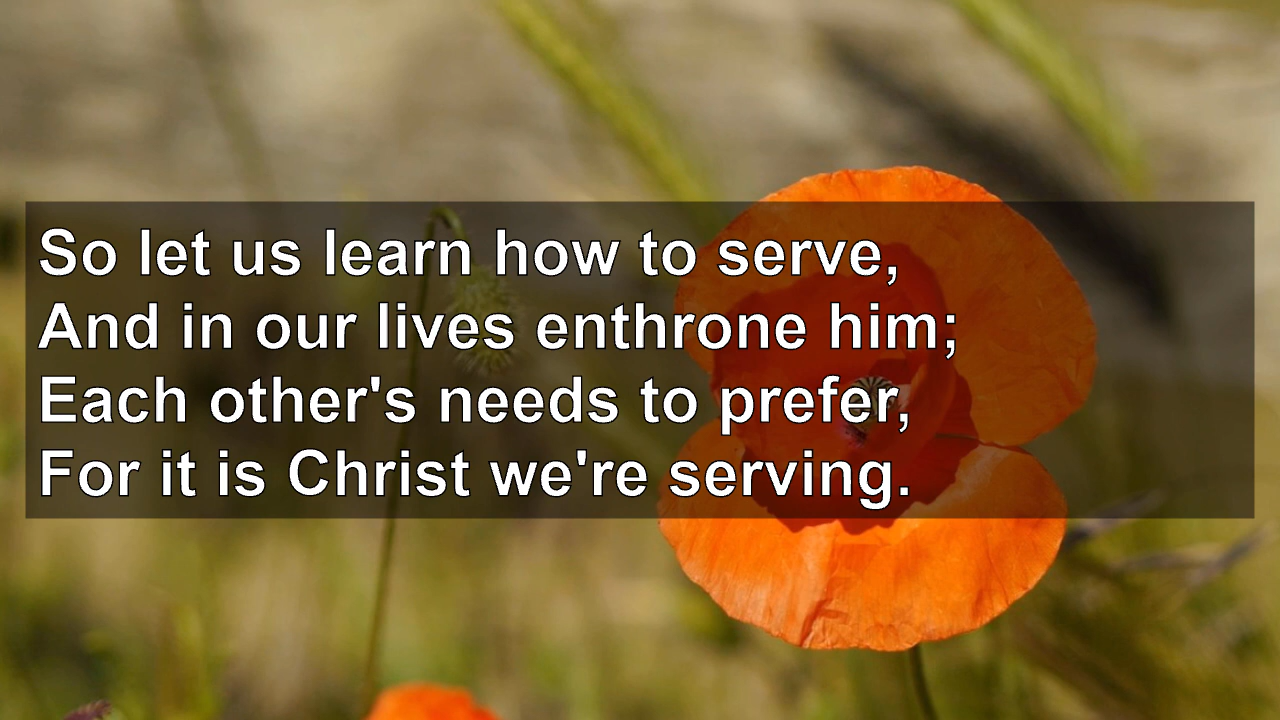 So let us learn how to serve,
And in our lives enthrone him;
Each other's needs to prefer,
For it is Christ we're serving.